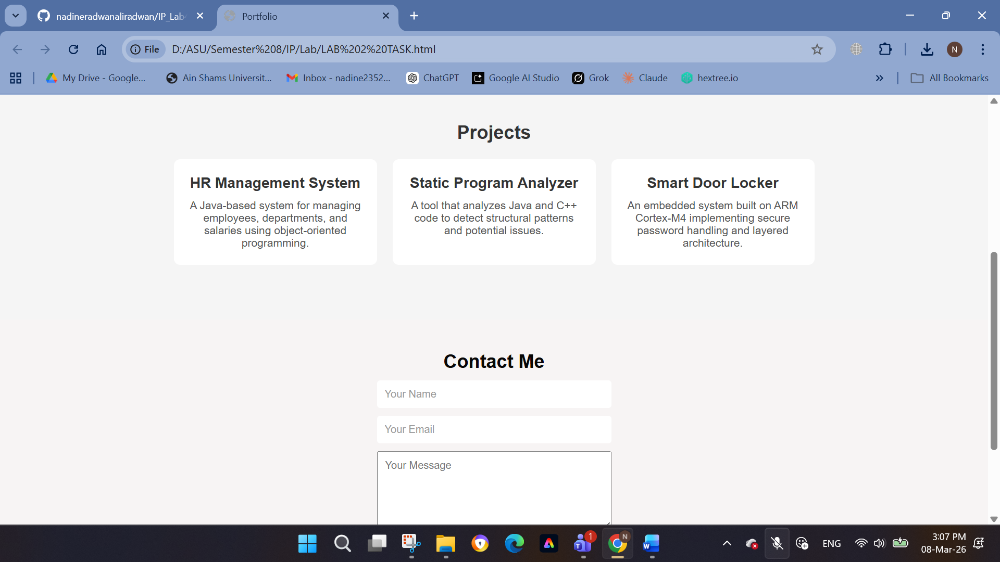 nadineradwanaliradwan/IP_Lab
Portfolio
File
D:/ASU/Semester%208/IP/Lab/LAB%202%20TASK.html
N
My Drive - Google...
Ain Shams Universit...
Inbox - nadine2352...
ChatGPT
Google AI Studio
Grok
Claude
hextree.io
All Bookmarks
Projects
HR Management System
A Java-based system for managing
employees, departments, and
salaries using object-oriented
programming.
Static Program Analyzer
A tool that analyzes Java and C++
code to detect structural patterns
and potential issues.
Smart Door Locker
An embedded system built on ARM
Cortex-M4 implementing secure
password handling and layered
architecture.
Contact Me
Your Name
Your Email
Your Message
1
N
ENG
3:07 PM
08-Mar-26